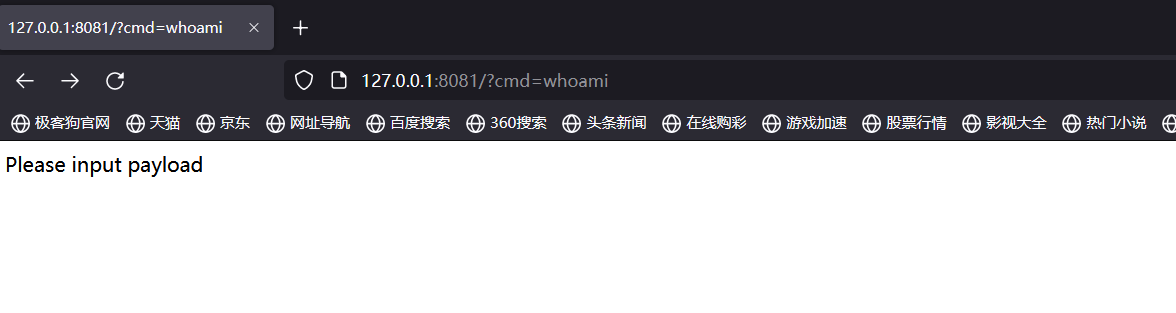 127.0.0.1:8081/?cmd=whoami
127.0.0.1:8081/?cmd=whoami
极客狗官网 天猫 京东 网址导航 百度搜索 360搜索 头条新闻 在线购彩 游戏加速 股票行情 影视大全 热门小说
Please input payload